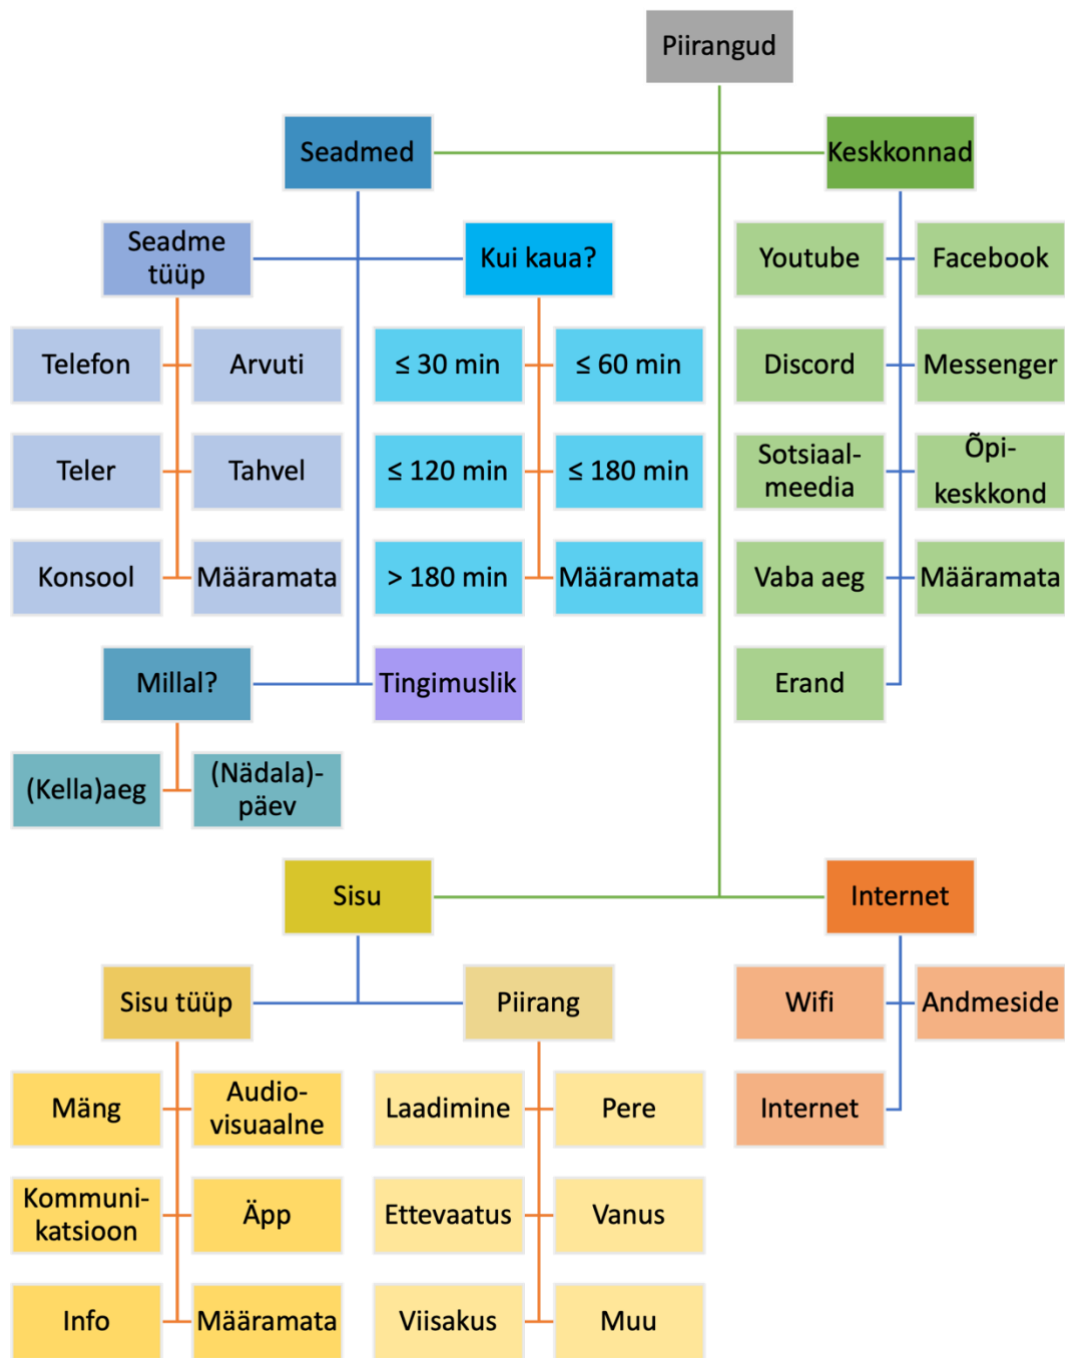 Piirangud
Seadmed
Keskkonnad
Seadme
tüüp
Kui kaua?
Youtube
Facebook
Telefon
Arvuti
≤ 30 min
≤ 60 min
Discord
Messenger
Teler
Tahvel
≤ 120 min
≤ 180 min
Sotsiaal-
meedia
Õpi-
keskkond
Konsool
Määramata
> 180 min
Määramata
Vaba aeg
Määramata
Millal?
Tingimuslik
Erand
(Kella)aeg
(Nädala)-
päev
Sisu
Internet
Sisu tüüp
Piirang
Wifi
Andmeside
Mäng
Audio-
visuaalne
Laadimine
Pere
Internet
Kommuni-
katsioon
Äpp
Ettevaatus
Vanus
Info
Määramata
Viisakus
Muu